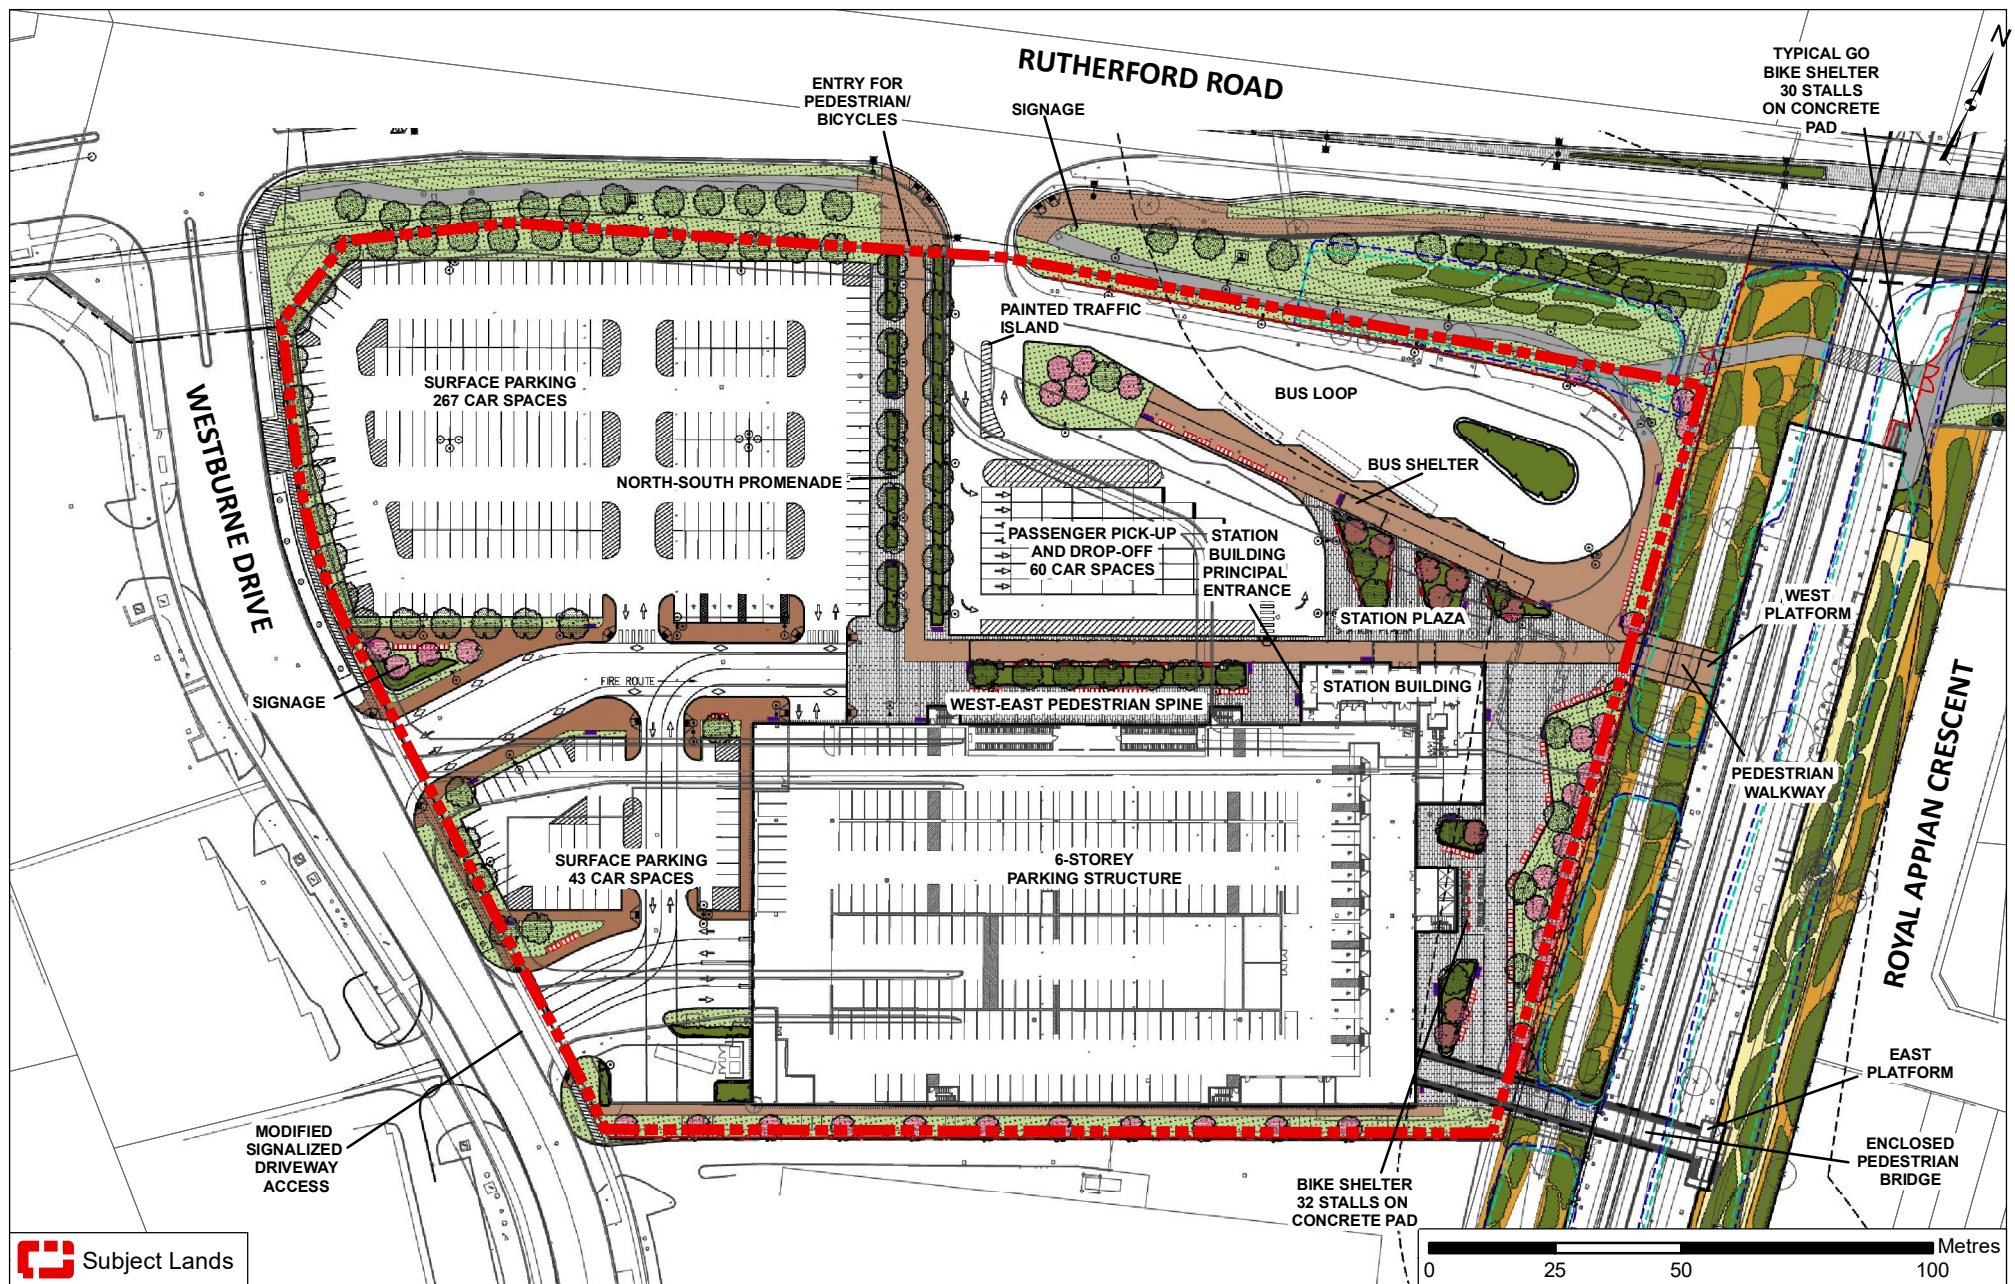 RUTHERFORD ROAD
TYPICAL GO
BIKE SHELTER
30 STALLS
ON CONCRETE
PAD
N
ENTRY FOR
PEDESTRIAN/
BICYCLES
SIGNAGE
PAINTED TRAFFIC
ISLAND
SURFACE PARKING
267 CAR SPACES
BUS LOOP
WESTBURNE DRIVE
BUS SHELTER
NORTH-SOUTH PROMENADE
PASSENGER PICK-UP
AND DROP-OFF
60 CAR SPACES
STATION
BUILDING
PRINCIPAL
ENTRANCE
STATION PLAZA
WEST
PLATFORM
SIGNAGE
FIRE ROUTE
STATION BUILDING
WEST-EAST PEDESTRIAN SPINE
PEDESTRIAN
WALKWAY
ROYAL APPIAN CRESCENT
SURFACE PARKING
43 CAR SPACES
6-STOREY
PARKING STRUCTURE
EAST
PLATFORM
MODIFIED
SIGNALIZED
DRIVEWAY
ACCESS
ENCLOSED
PEDESTRIAN
BRIDGE
BIKE SHELTER
32 STALLS ON
CONCRETE PAD
Subject Lands
Metres
0 25 50 100